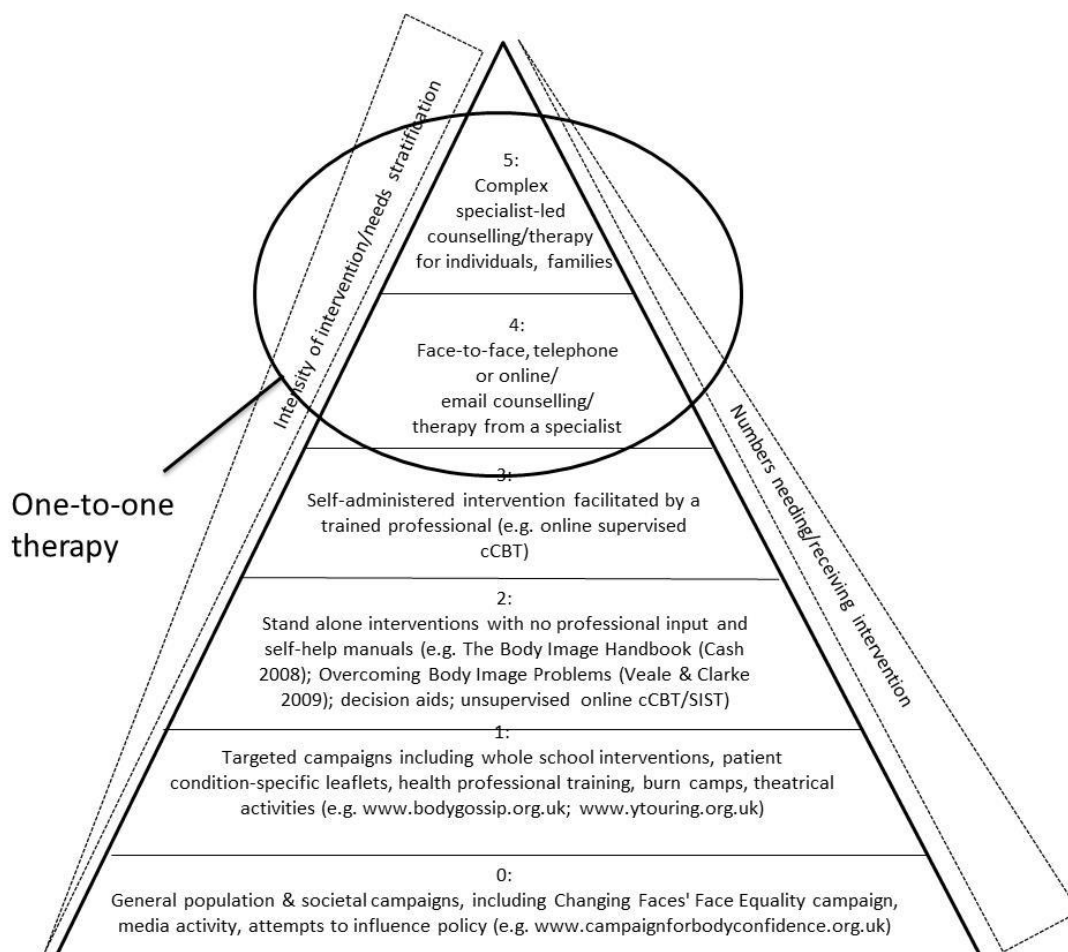 5:
Complex
specialist-led
counselling/therapy
for individuals, families
Intensity of intervention/needs stratification
4:
Face-to-face, telephone
or online/
email counselling/
therapy from a specialist
Numbers needing/receiving intervention
One-to-one
therapy
3:
Self-administered intervention facilitated by a
trained professional (e.g. online supervised
cCBT)
2:
Stand alone interventions with no professional input and
self-help manuals (e.g. The Body Image Handbook (Cash
2008); Overcoming Body Image Problems (Veale & Clarke
2009); decision aids; unsupervised online cCBT/SIST)
1:
Targeted campaigns including whole school interventions, patient
condition-specific leaflets, health professional training, burn camps, theatrical
activities (e.g. www.bodygossip.org.uk; www.ytouring.org.uk)
0:
General population & societal campaigns, including Changing Faces' Face Equality campaign,
media activity, attempts to influence policy (e.g. www.campaignforbodyconfidence.org.uk)